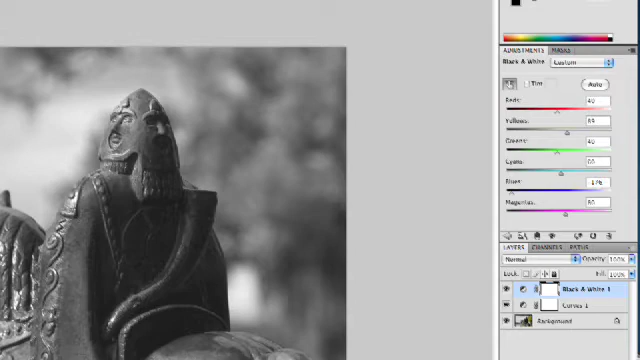 ADJUSTMENTS MASKS
Black & White Custom
Tint Auto
Reds: 40
Yellows:
Greens: 40
Cyans:
Blues:
Magentas: 80
LAYERS CHANNELS PATHS
Normal Opacity: 100%
Lock: Fill: 100%
Black & White 1
Curves 1
Background